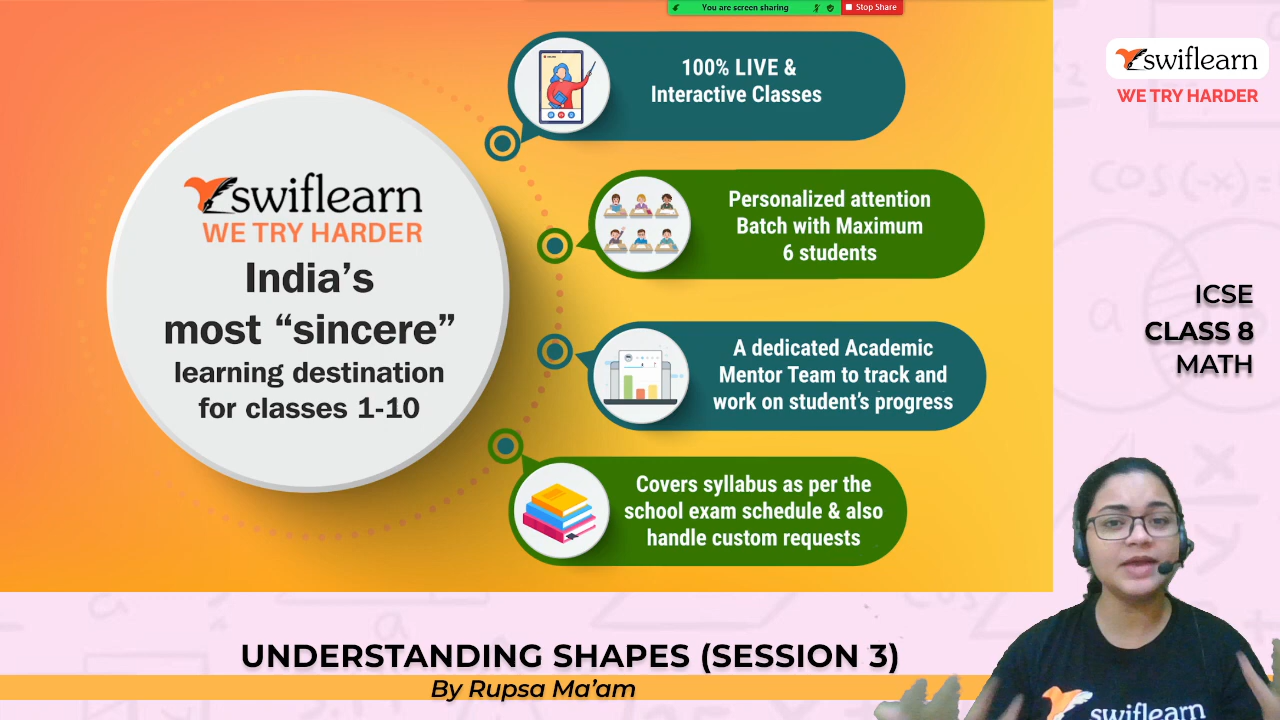 You are screen sharing
Stop Share
swiflearn
WE TRY HARDER
India's
most “sincere”
learning destination
for classes 1-10
100% LIVE &
Interactive Classes
Personalized attention
Batch with Maximum
6 students
A dedicated Academic
Mentor Team to track and
work on student's progress
Covers syllabus as per the
school exam schedule & also
handle custom requests
swiflearn
WE TRY HARDER
ICSE
CLASS 8
MATH
UNDERSTANDING SHAPES (SESSION 3)
By Rupsa Ma'am
swiflearn